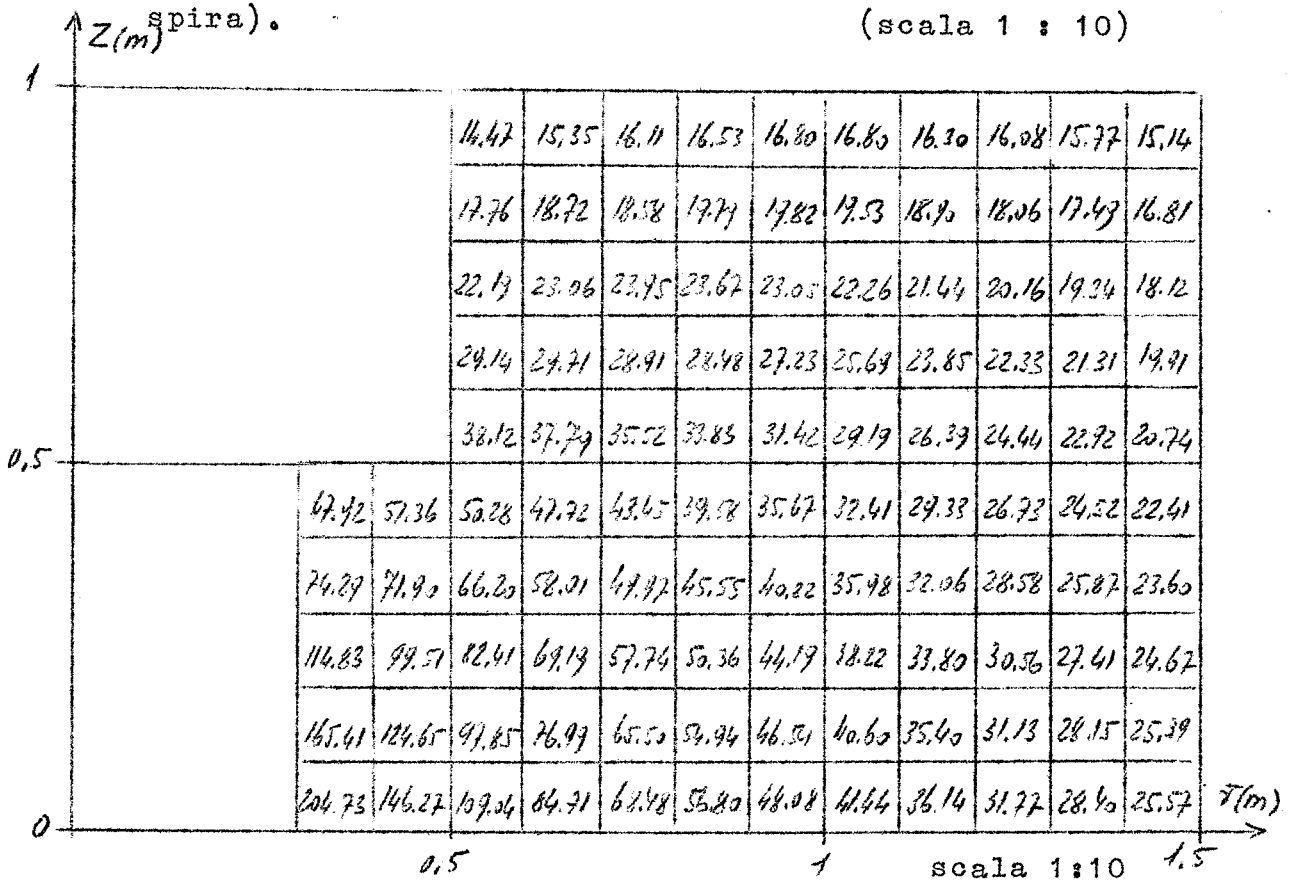 spira).
(scala 1 : 10)
Z(m)
1
14.47 15,35 16.11 16.53 16.80 16.80 16.30 16,08 15.77 15,14
17.76 18.72 18.58 19.79 19.82 19.53 18.90 18,06 17.49 16.81
22.19 23.06 23.95 23.67 23.05 22.26 21.44 20.16 19.34 18.12
29.14 29.71 28.91 28.48 27.23 25.69 23.85 22.33 21.31 19.91
38.12 37.79 35.52 33.83 31.42 29.19 26.39 24.44 22.92 20.74
0,5
57.36 50.28 47.72 43.45 39.58 35.67 32.41 29.33 26.73 24.52 22.41
74.29 71.90 66.20 58.01 49.97 45.55 40.22 35.98 32.06 28.58 25.87 23.60
114.83 99.51 82.41 69.19 57.74 50.36 44.19 38.22 33.80 30.56 27.41 24.67
165.41 124.65 97.85 76.99 65.50 54.94 46.54 40.60 35.40 31.13 28.15 25,39
204.73 146.27 109.04 84.71 68.48 56.80 48.08 41.44 36.14 31.77 28.40 25.57
0
r(m)
0,5 1 scala 1:10 1.5